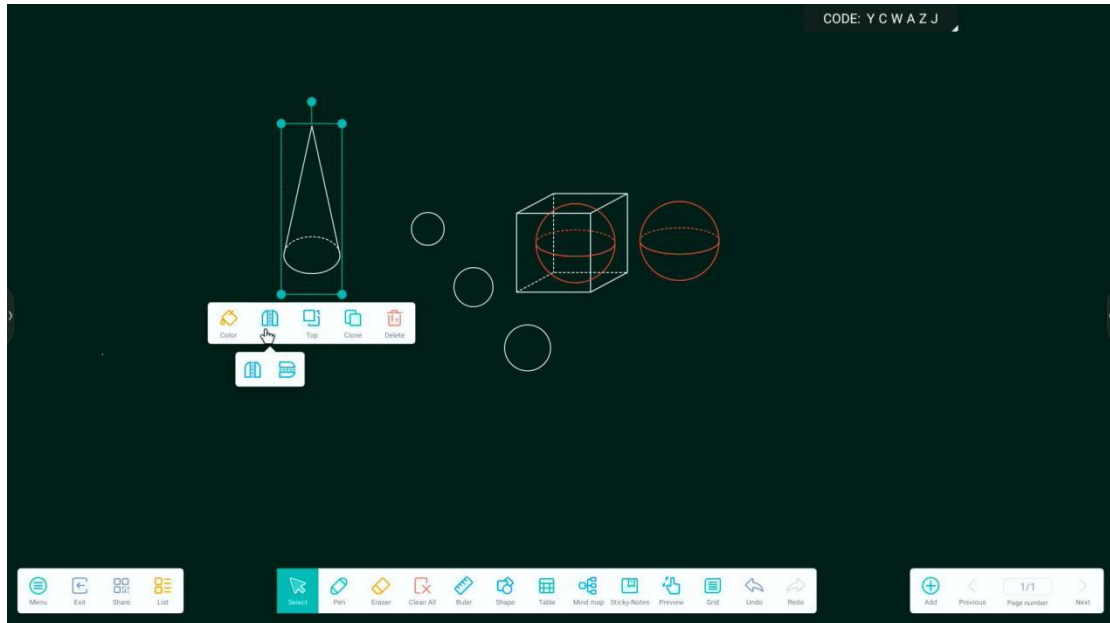 CODE: Y C W A Z J
Color Top Clone Delete
Menu Exit Share List Select Pen Eraser Clean All Ruler Shape Table Mind map Sticky Notes Preview Grid Undo Redo Add Previous 1/1 Page number Next